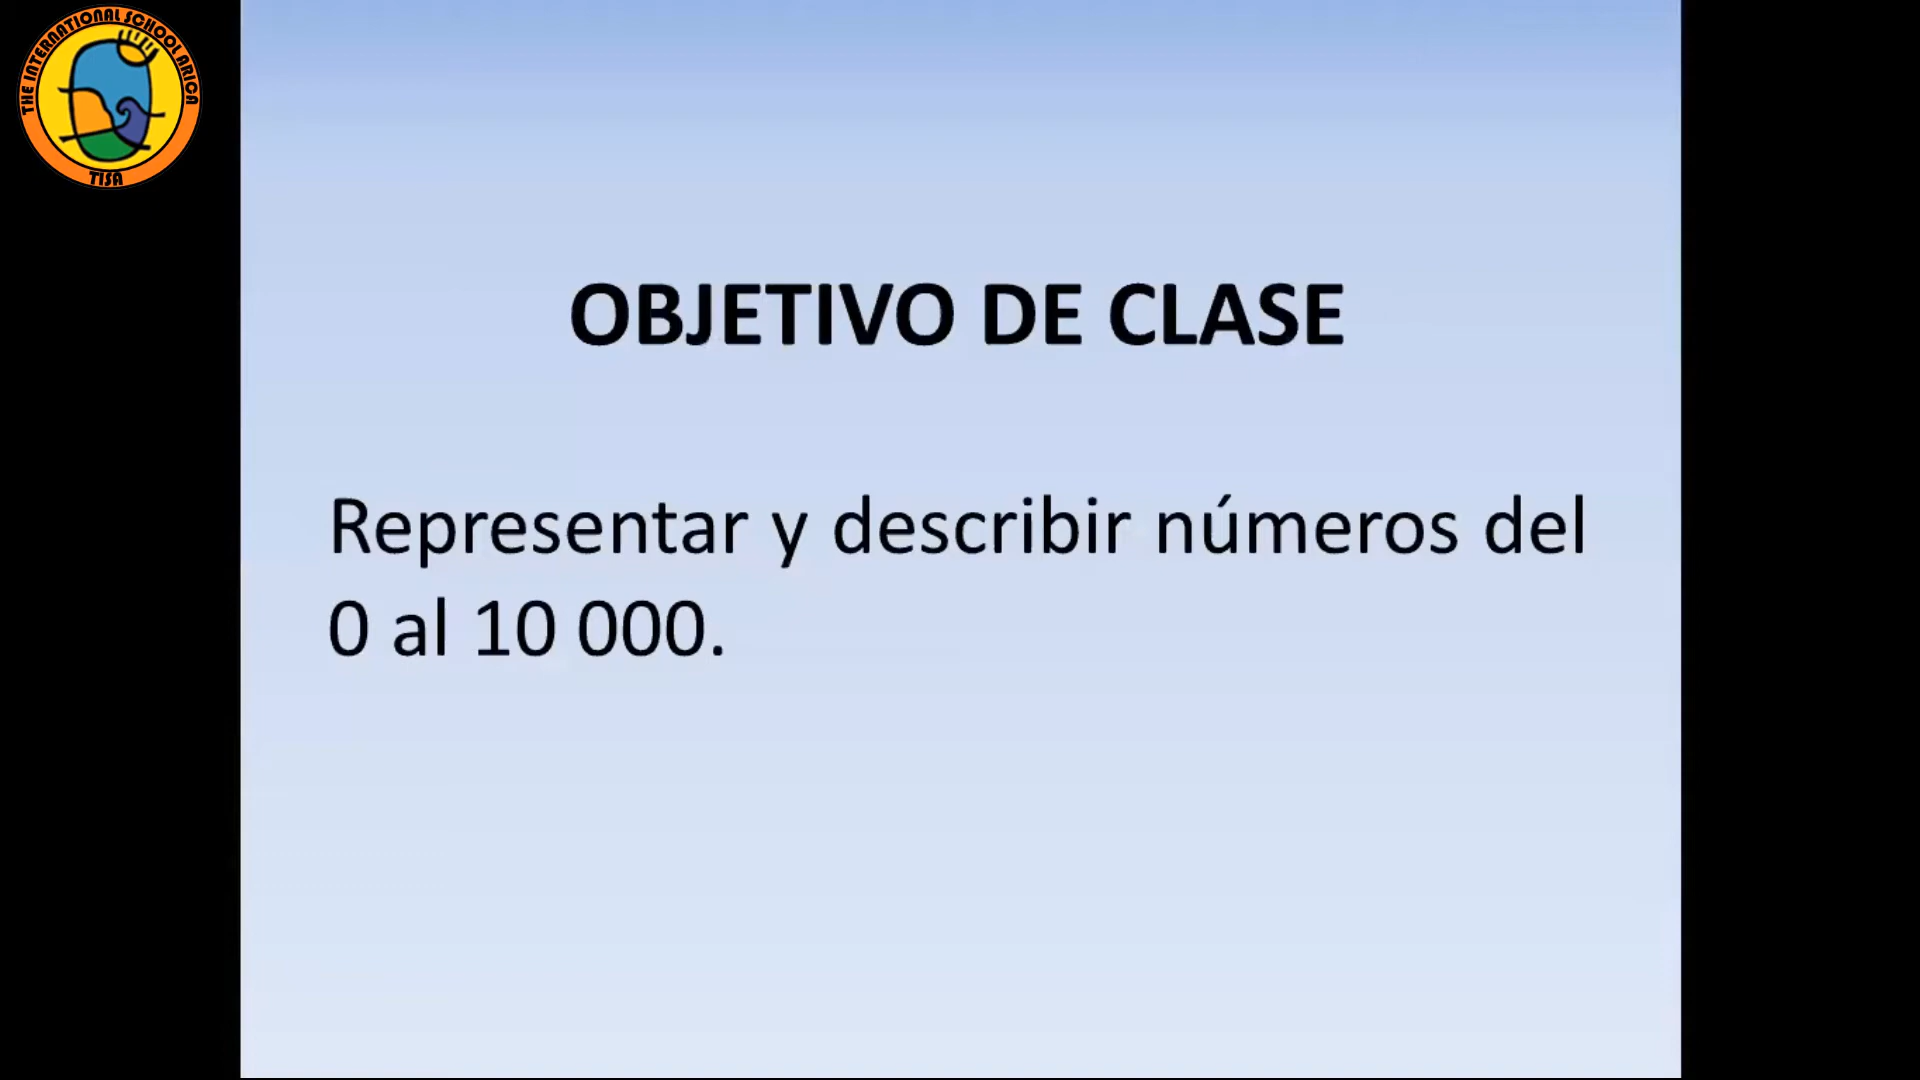 THE INTERNATIONAL SCHOOL ARICA
TISA
OBJETIVO DE CLASE
Representar y describir números del
0 al 10 000.